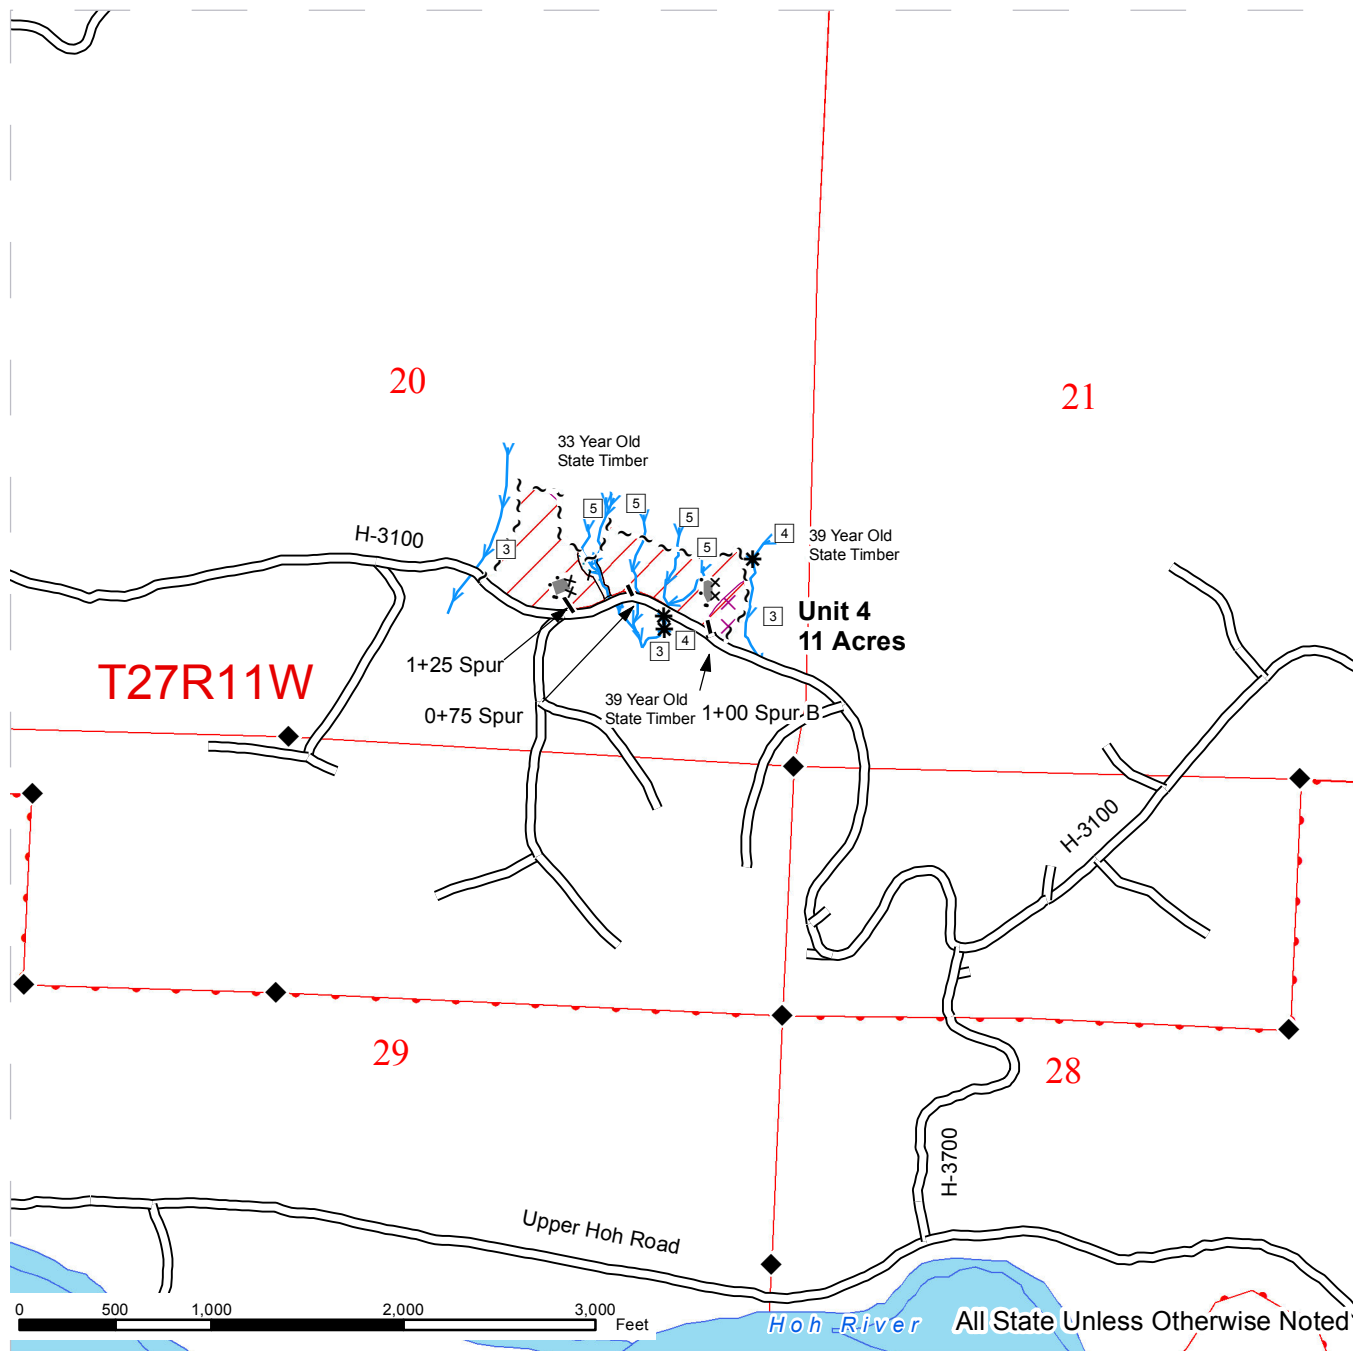 20
21
33 Year Old
State Timber
5
5
5
5
4
3
H-3100
39 Year Old
State Timber
Unit 4
11 Acres
3
4
3
1+25 Spur
T27R11W
39 Year Old
State Timber
0+75 Spur
1+00 Spur B
H-3100
29
28
H-3700
Upper Hoh Road
0 500 1,000 2,000 3,000
Feet
Hoh River
All State Unless Otherwise Noted